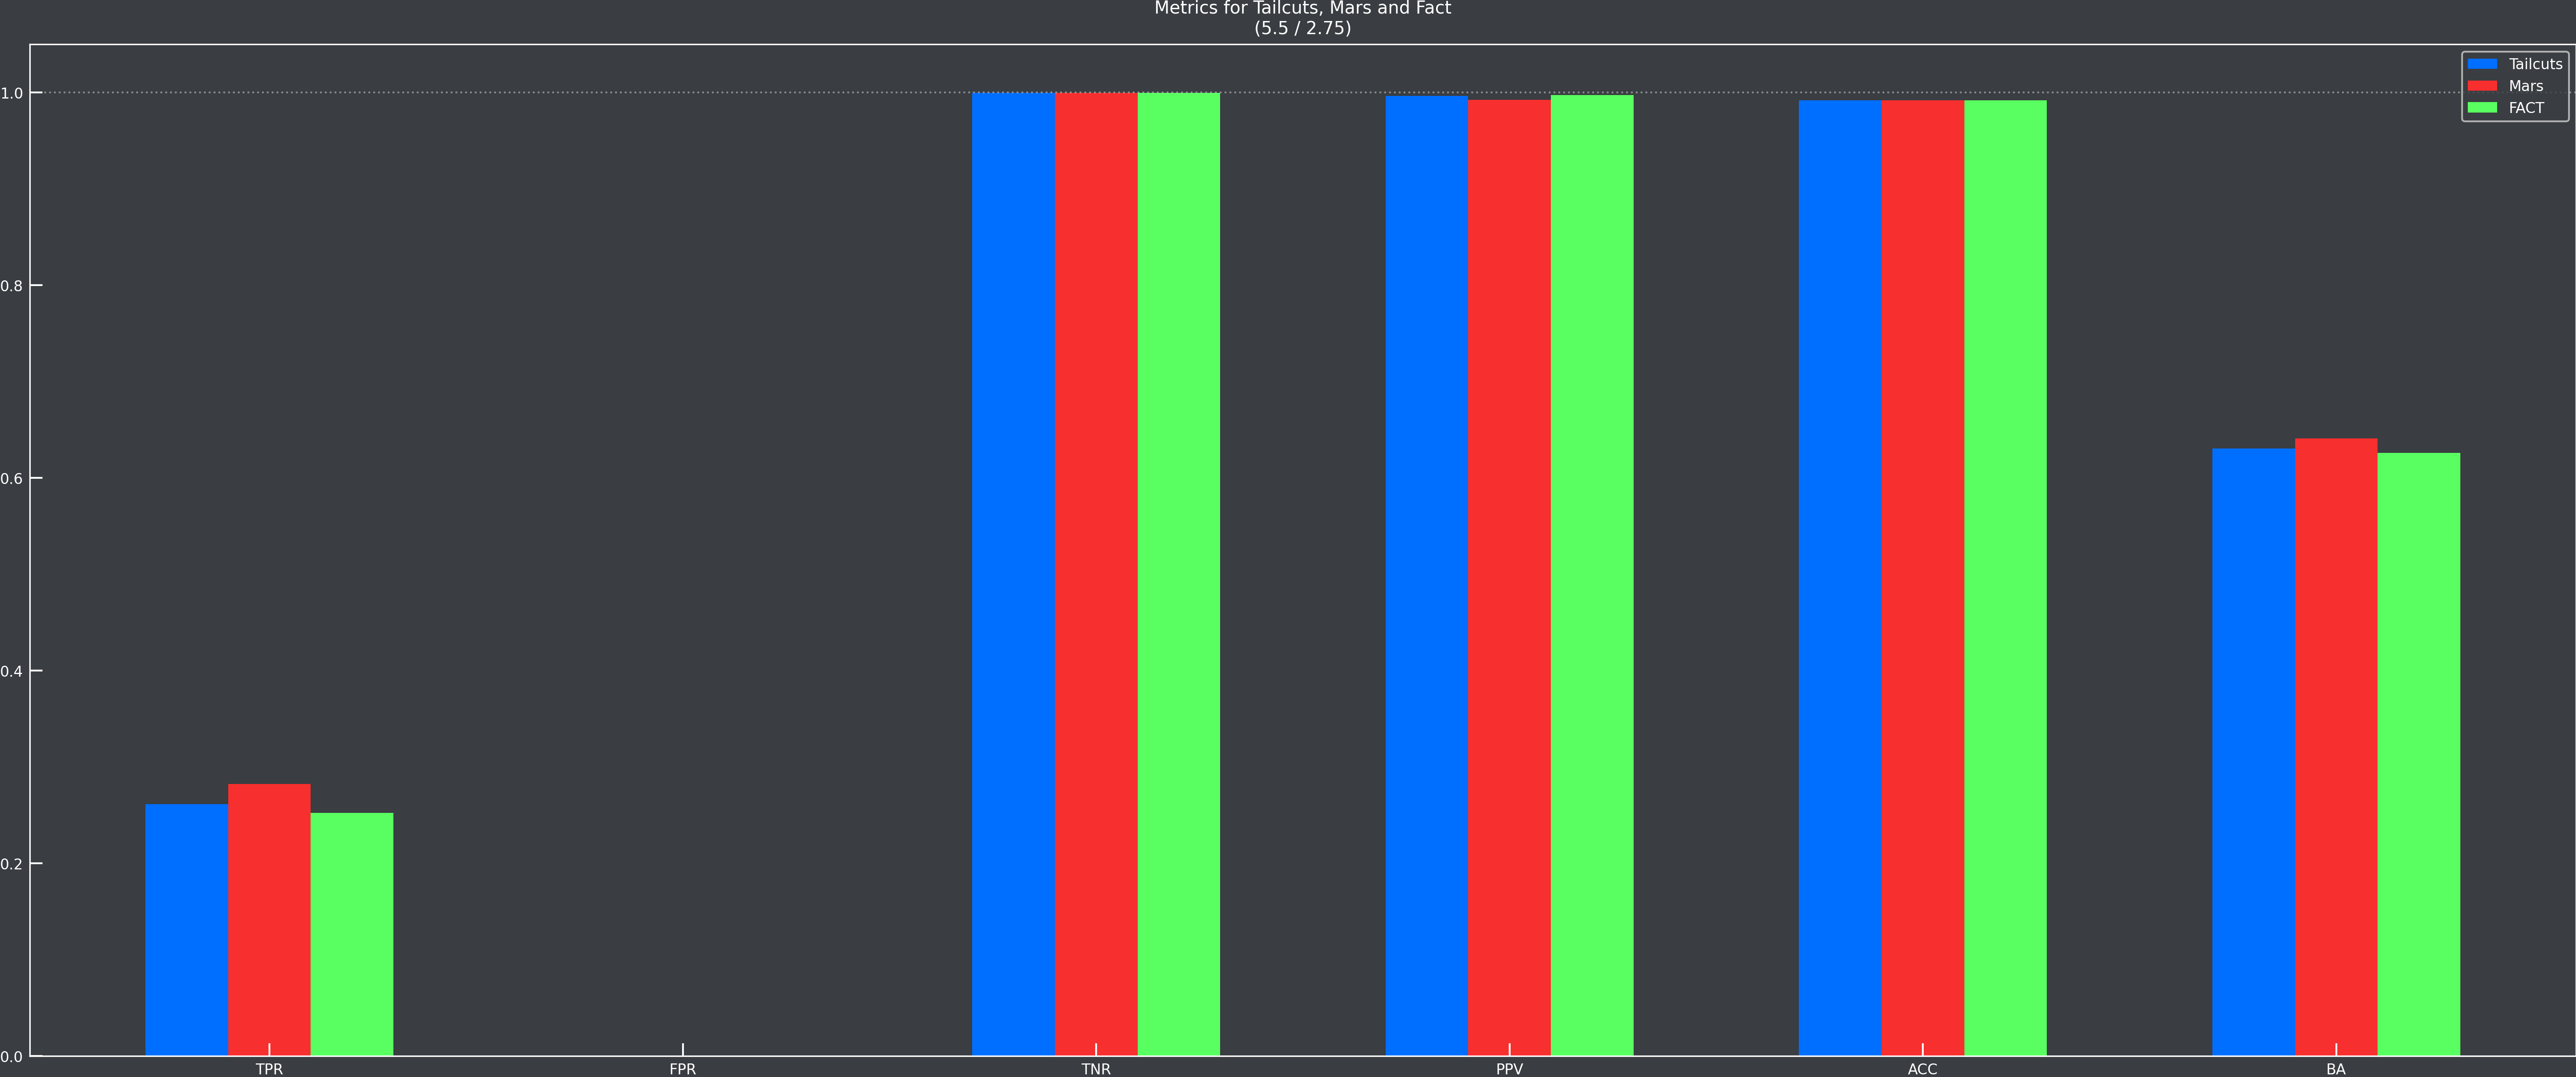 Metrics for Tailcuts, Mars and Fact
(5.5 / 2.75)
Tailcuts
Mars
FACT
1.0
0.8
0.6
0.4
0.2
0.0
TPR
FPR
TNR
PPV
ACC
BA